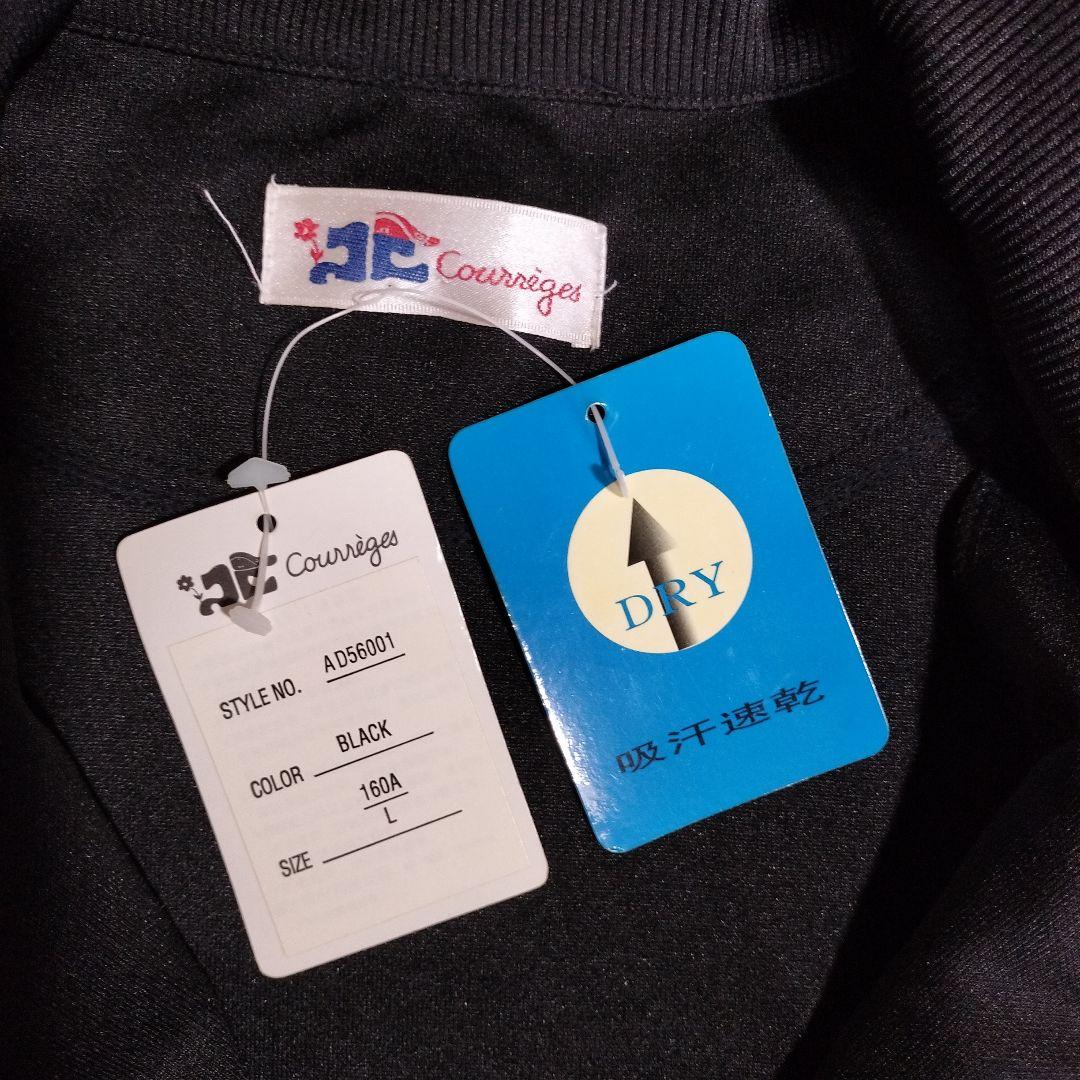 Courrèges
Courrèges
STYLE NO. AD56001
COLOR BLACK
160A
L
SIZE
DRY
吸汗速乾